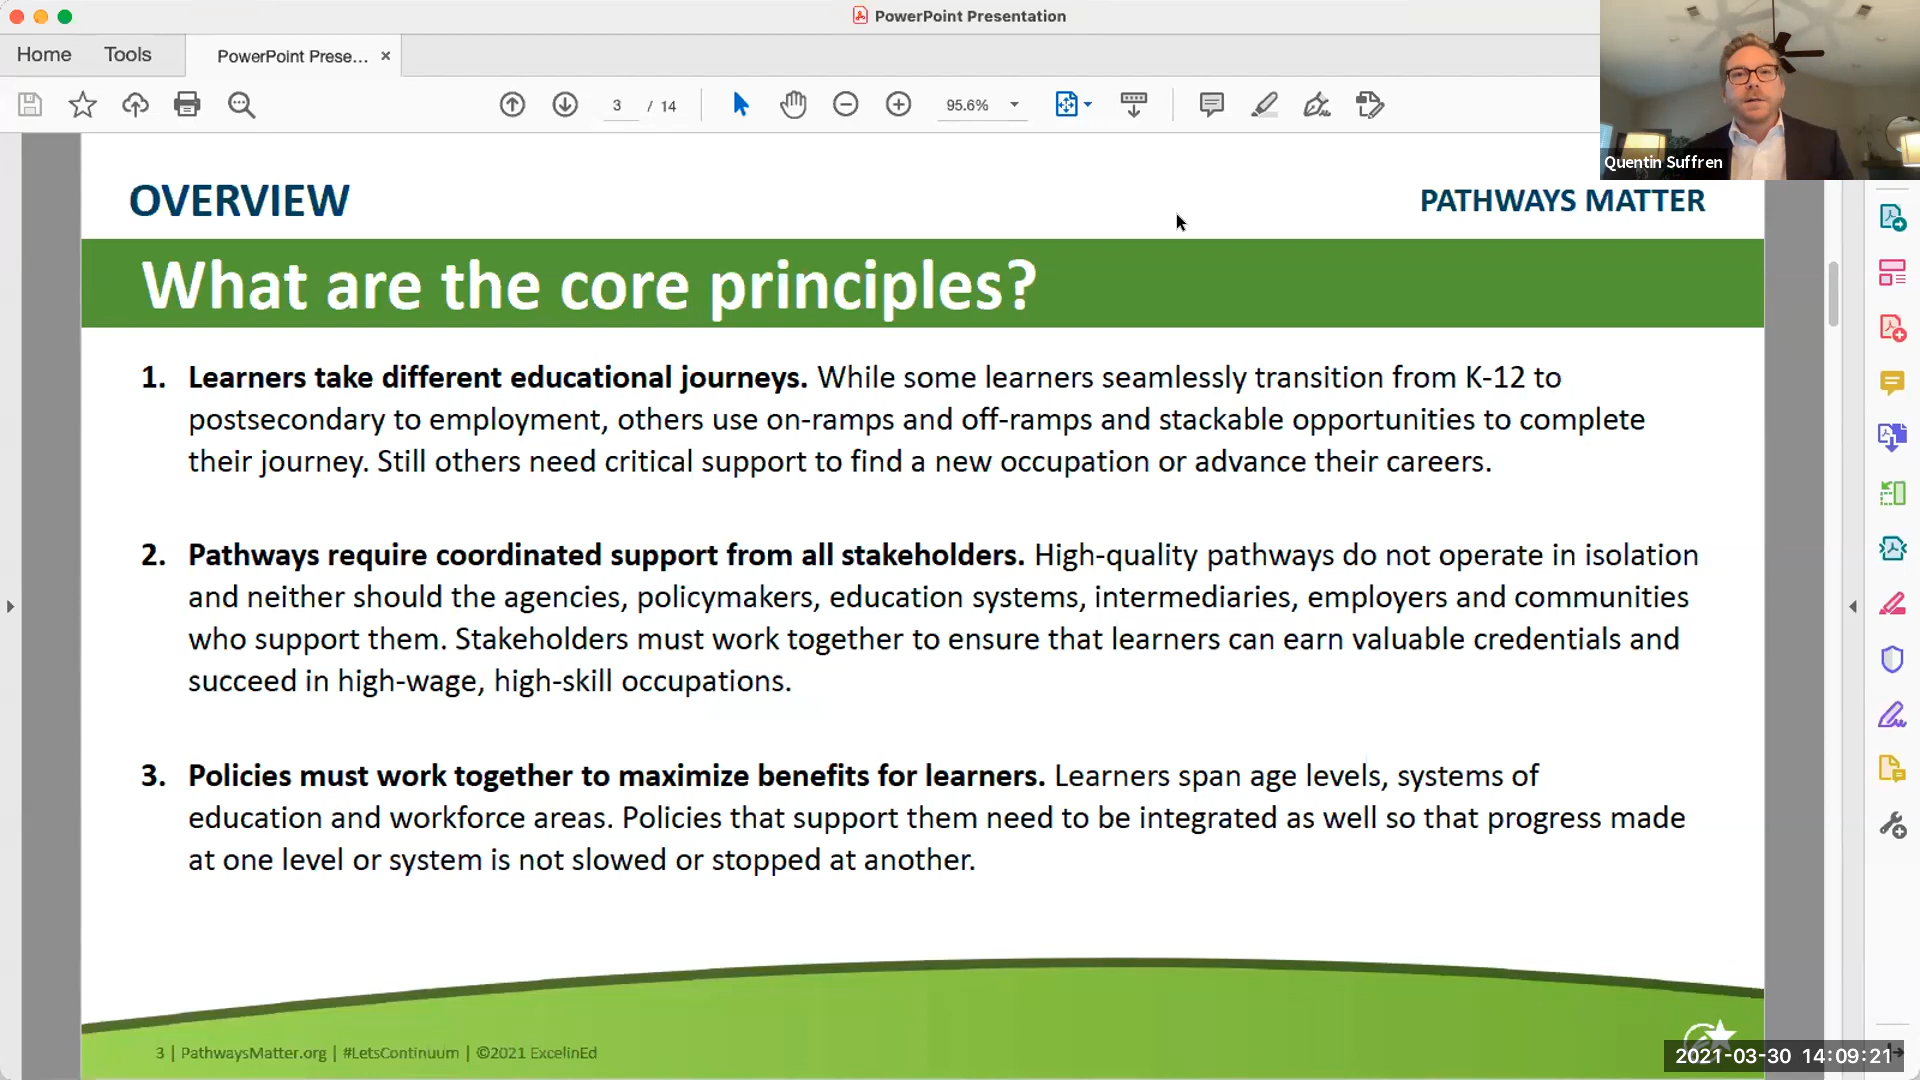 PowerPoint Presentation
Home
Tools
PowerPoint Prese...
3 / 14
95.6%
Quentin Suffren
OVERVIEW
PATHWAYS MATTER
What are the core principles?
1. Learners take different educational journeys. While some learners seamlessly transition from K-12 to
postsecondary to employment, others use on-ramps and off-ramps and stackable opportunities to complete
their journey. Still others need critical support to find a new occupation or advance their careers.
2. Pathways require coordinated support from all stakeholders. High-quality pathways do not operate in isolation
and neither should the agencies, policymakers, education systems, intermediaries, employers and communities
who support them. Stakeholders must work together to ensure that learners can earn valuable credentials and
succeed in high-wage, high-skill occupations.
3. Policies must work together to maximize benefits for learners. Learners span age levels, systems of
education and workforce areas. Policies that support them need to be integrated as well so that progress made
at one level or system is not slowed or stopped at another.
3 | PathwaysMatter.org | #LetsContinuum | ©2021 ExcelinEd
2021-03-30 14:09:21